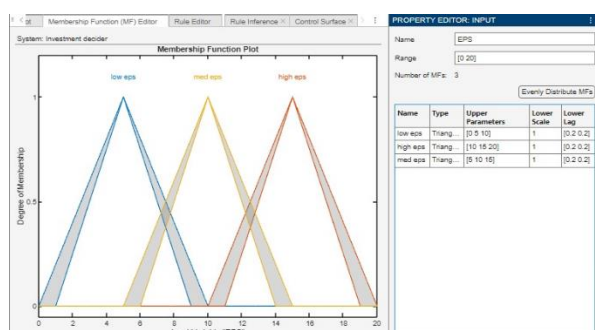 Membership Function (MF) Editor
Rule Editor
Rule Inference
Control Surface
System: Investment decider
Membership Function Plot
low eps
med eps
high eps
Degree of Membership
1
0.5
0
0 2 4 6 8 10 12 14 16 18 20
PROPERTY EDITOR: INPUT
Name EPS
Range [0 20]
Number of MFs: 3
Evenly Distribute MFs
Name Type Upper Parameters Lower Scale Lower Lag
low eps Triang... [0 5 10] 1 [0.2 0.2]
high eps Triang... [10 15 20] 1 [0.2 0.2]
med eps Triang... [5 10 15] 1 [0.2 0.2]